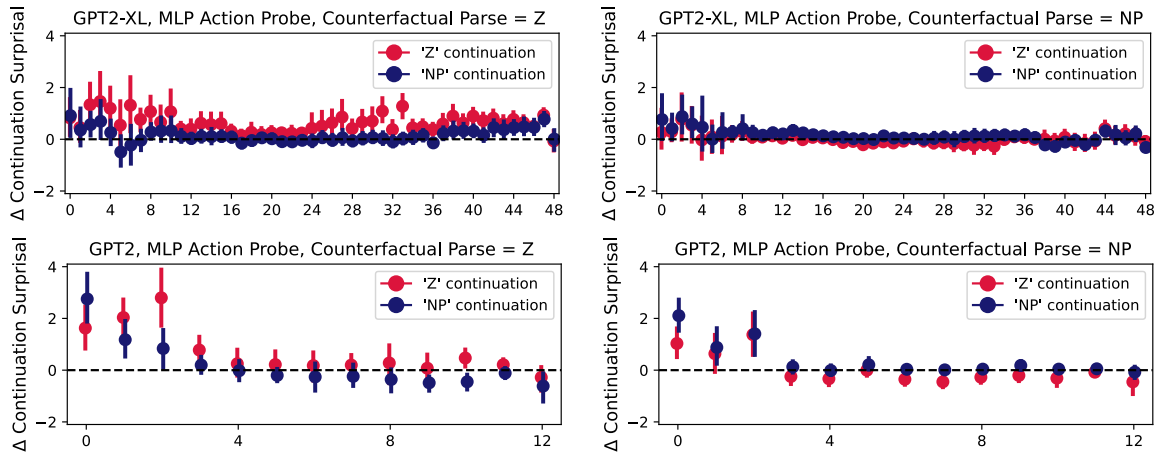 GPT2-XL, MLP Action Probe, Counterfactual Parse = Z
Δ Continuation Surprisal
4
2
0
−2
'Z' continuation
'NP' continuation
0 4 8 12 16 20 24 28 32 36 40 44 48
GPT2-XL, MLP Action Probe, Counterfactual Parse = NP
Δ Continuation Surprisal
4
2
0
−2
'Z' continuation
'NP' continuation
0 4 8 12 16 20 24 28 32 36 40 44 48
GPT2, MLP Action Probe, Counterfactual Parse = Z
Δ Continuation Surprisal
4
2
0
−2
'Z' continuation
'NP' continuation
0 4 8 12
GPT2, MLP Action Probe, Counterfactual Parse = NP
Δ Continuation Surprisal
4
2
0
−2
'Z' continuation
'NP' continuation
0 4 8 12